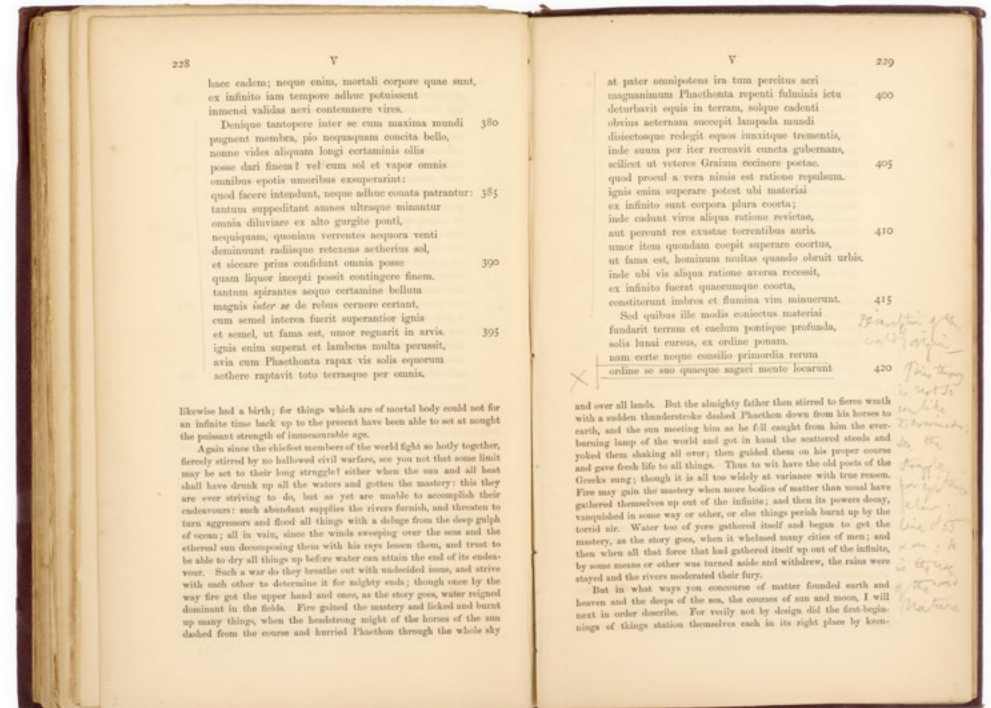 228
V
haec eadem; neque enim, mortali corpore quae sunt,
ex infinito iam tempore adhuc potuissent
inmensi validas aevi contemnere vires.
Denique tantopere inter se cum maxima mundi 380
pugnent membra, pio nequaquam concita bello,
nonne vides aliquam longi certaminis ollis
posse dari finem? vel cum sol et vapor omnis
omnibus epotis umoribus exsuperarint:
quod facere intendunt, neque adhuc conata patrantur: 385
tantum suppeditant amnes ultraque minantur
omnia diluviare ex alto gurgite ponti,
nequiquam, quoniam verrentes aequora venti
deminuunt radiisque retexens aetherius sol,
et siccare prius confidunt omnia posse 390
quam liquor incepti possit contingere finem.
tantum spirantes aequo certamine bellum
magnis inter se de rebus cernere certant,
cum semel interea fuerit superantior ignis
et semel, ut fama est, umor regnarit in arvis. 395
ignis enim superat et lambens multa perussit,
avia cum Phaethonta rapax vis solis equorum
aethere raptavit toto terrasque per omnis.
likewise had a birth; for things which are of mortal body could not for
an infinite time back up to the present have been able to set at nought
the puissant strength of immeasurable age.
Again since the chiefest members of the world fight so hotly together,
fiercely stirred by no hallowed civil warfare, see you not that some limit
may be set to their long struggle? either when the sun and all heat
shall have drunk up all the waters and gotten the mastery: this they
are ever striving to do, but as yet are unable to accomplish their
endeavours: such abundant supplies the rivers furnish, and threaten to
turn aggressors and flood all things with a deluge from the deep gulph
of ocean; all in vain, since the winds sweeping over the seas and the
ethereal sun decomposing them with his rays lessen them, and trust to
be able to dry all things up before water can attain the end of its endea-
vour. Such a war do they breathe out with undecided issue, and strive
with each other to determine it for mighty ends; though once by the
way fire got the upper hand and once, as the story goes, water reigned
dominant in the fields. Fire gained the mastery and licked and burnt
up many things, when the headstrong might of the horses of the sun
dashed from the course and hurried Phaethon through the whole sky
V
229
at pater omnipotens ira tum percitus acri
magnanimum Phaethonta repenti fulminis ictu 400
deturbavit equis in terram, solque cadenti
obvius aeternam succepit lampada mundi
disiectosque redegit equos iunxitque trementis,
inde suum per iter recreavit cuncta gubernans,
scilicet ut veteres Graium cecinere poetae. 405
quod procul a vera nimis est ratione repulsum.
ignis enim superare potest ubi materiai
ex infinito sunt corpora plura coorta;
inde cadunt vires aliqua ratione revictae,
aut pereunt res exustae torrentibus auris. 410
umor item quondam coepit superare coortus,
ut fama est, hominum multas quando obruit urbis.
inde ubi vis aliqua ratione aversa recessit,
ex infinito fuerat quaecumque coorta,
constiterunt imbres et flumina vim minuerunt. 415
Sed quibus ille modis coniectus materiai
fundarit terram et caelum pontique profunda,
solis lunai cursus, ex ordine ponam.
nam certe neque consilio primordia rerum
ordine se suo quaeque sagaci mente locarunt 420
and over all lands. But the almighty father then stirred to fierce wrath
with a sudden thunderstroke dashed Phaethon down from his horses to
earth, and the sun meeting him as he fell caught from him the ever-
burning lamp of the world and got in hand the scattered steeds and
yoked them shaking all over; then guided them on his proper course
and gave fresh life to all things. Thus to wit have the old poets of the
Greeks sung; though it is all too widely at variance with true reason.
Fire may gain the mastery when more bodies of matter than usual have
gathered themselves up out of the infinite; and then its powers decay,
vanquished in some way or other, or else things perish burnt up by the
torrid air. Water too of yore gathered itself and began to get the
mastery, as the story goes, when it whelmed many cities of men; and
then when all that force that had gathered itself up out of the infinite,
by some means or other was turned aside and withdrew, the rains were
stayed and the rivers moderated their fury.
But in what ways yon concourse of matter founded earth and
heaven and the deeps of the sea, the courses of sun and moon, I will
next in order describe. For verily not by design did the first-begin-
nings of things station themselves each in its right place by keen-